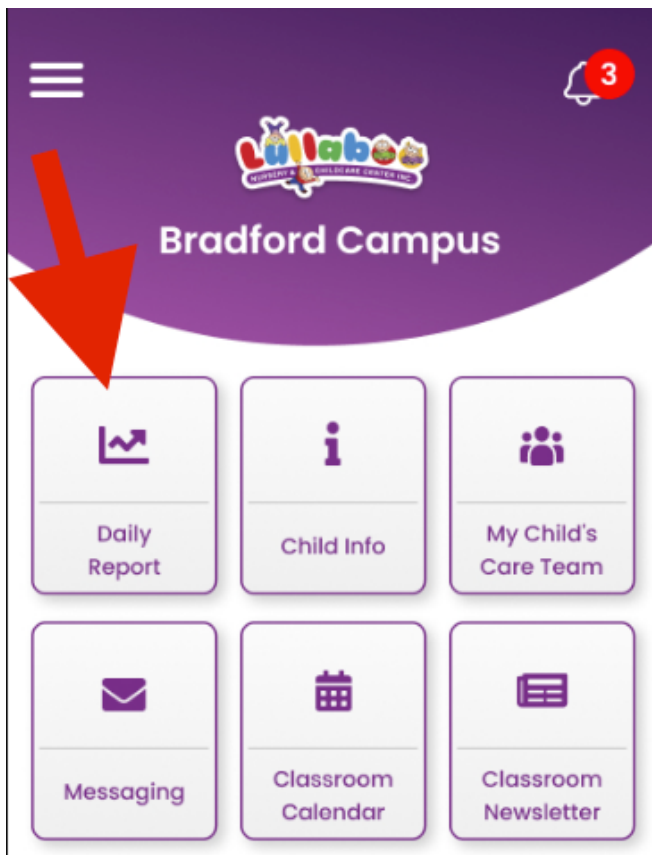 3
Lullaboo
NURSERY & CHILDCARE CENTER INC.
Bradford Campus
Daily
Report
Child Info
My Child's
Care Team
Messaging
Classroom
Calendar
Classroom
Newsletter